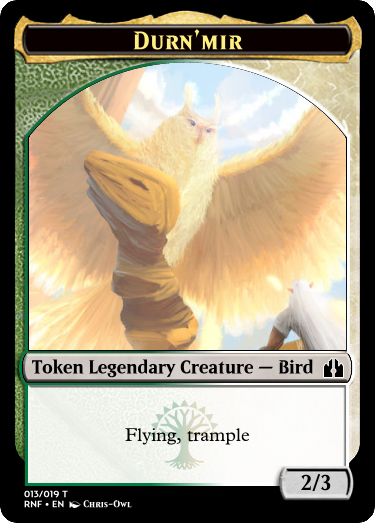 Durn'mir
Token Legendary Creature — Bird
Flying, trample
2/3
013/019 T
RNF • EN Chris-Owl